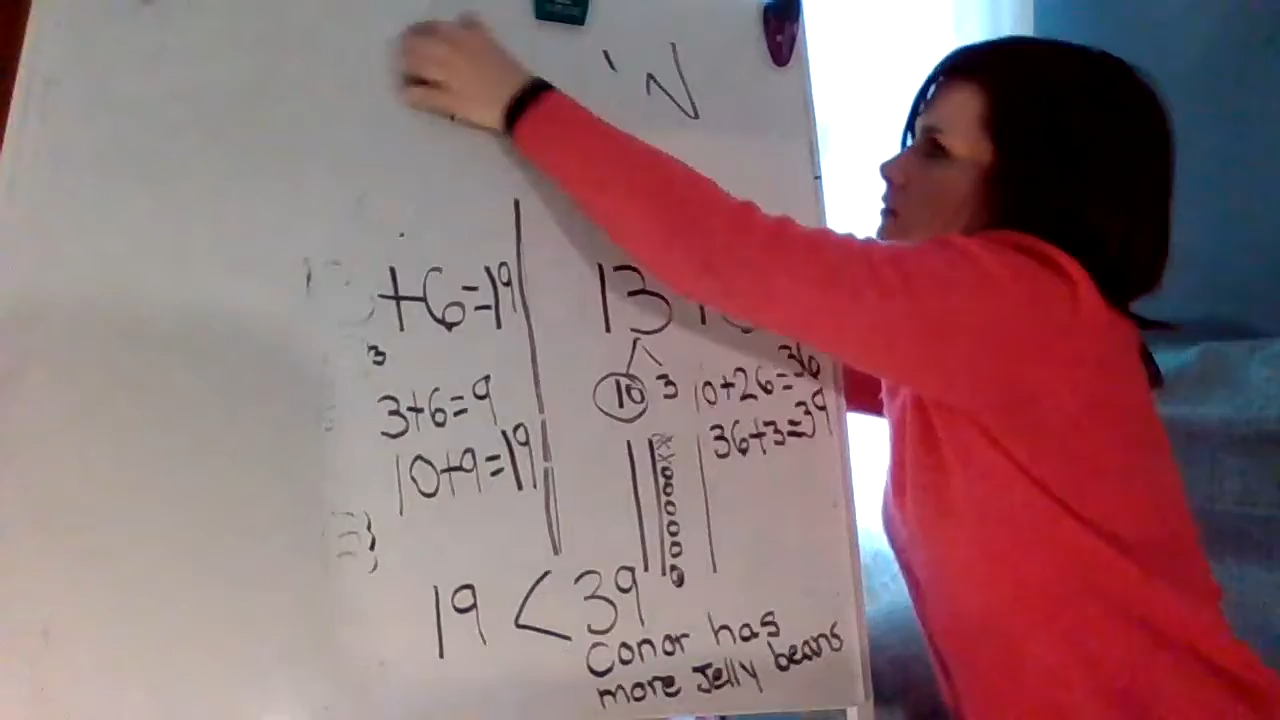 N
+6=19
3
3+6=9
10+9=19
13
10 3
10+26=36
36+3=39
19 < 39
Conor has
more Jelly beans